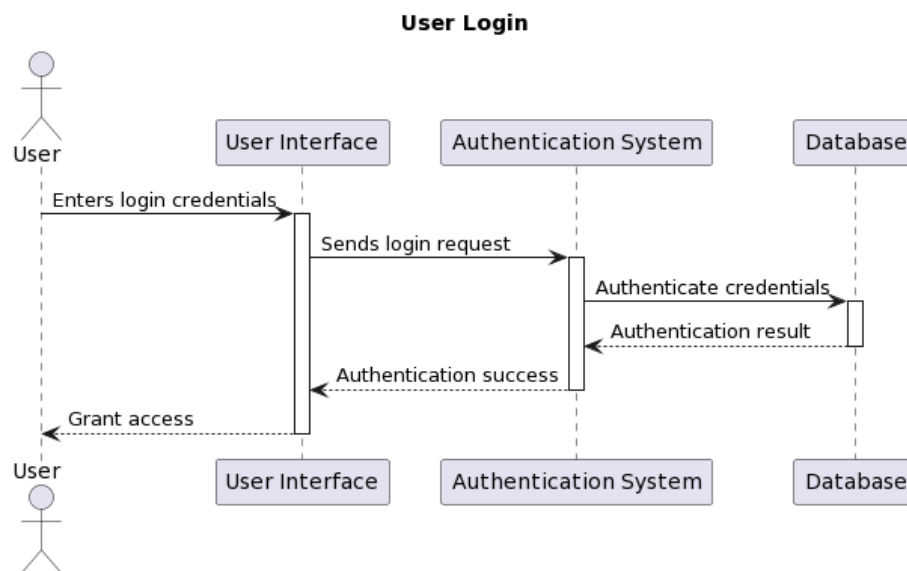 User Login
User
User Interface
Authentication System
Database
Enters login credentials
Sends login request
Authenticate credentials
Authentication result
Authentication success
Grant access
User
User Interface
Authentication System
Database